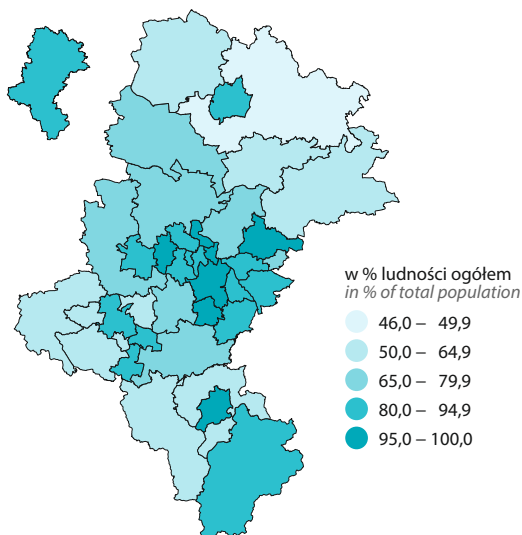 w % ludności ogółem
in % of total population
46,0 – 49,9
50,0 – 64,9
65,0 – 79,9
80,0 – 94,9
95,0 – 100,0